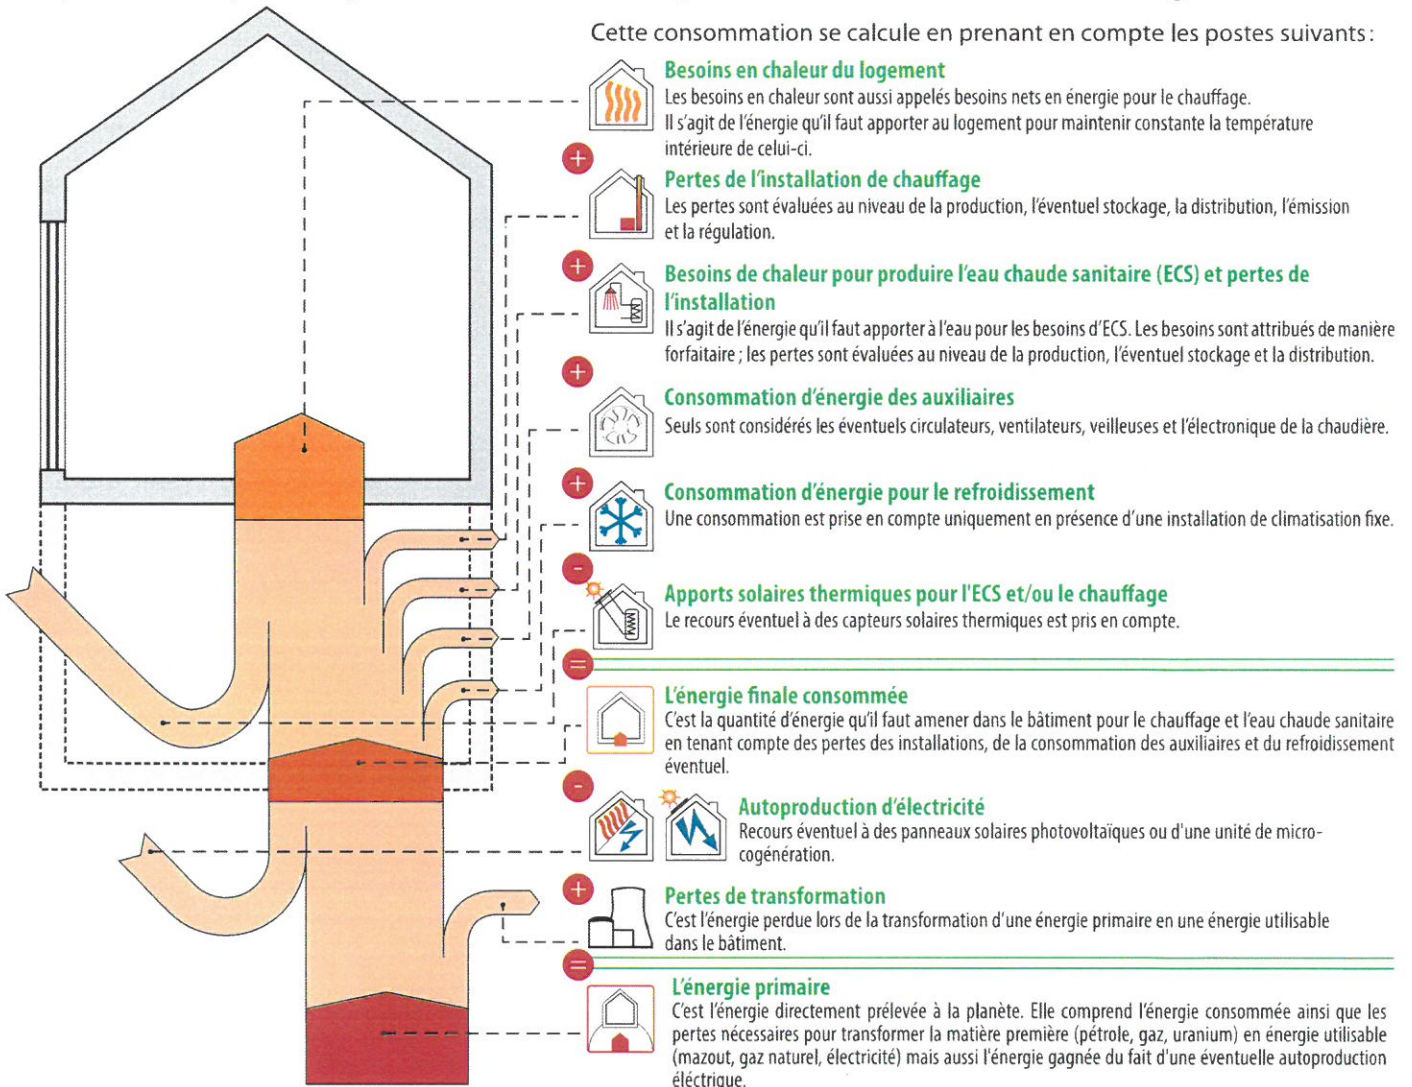 Cette consommation se calcule en prenant en compte les postes suivants :
Besoins en chaleur du logement
Les besoins en chaleur sont aussi appelés besoins nets en énergie pour le chauffage.
Il s'agit de l'énergie qu'il faut apporter au logement pour maintenir constante la température
intérieure de celui-ci.
+
Pertes de l'installation de chauffage
Les pertes sont évaluées au niveau de la production, l'éventuel stockage, la distribution, l'émission
et la régulation.
+
Besoins de chaleur pour produire l'eau chaude sanitaire (ECS) et pertes de
l'installation
Il s'agit de l'énergie qu'il faut apporter à l'eau pour les besoins d'ECS. Les besoins sont attribués de manière
forfaitaire ; les pertes sont évaluées au niveau de la production, l'éventuel stockage et la distribution.
+
Consommation d'énergie des auxiliaires
Seuls sont considérés les éventuels circulateurs, ventilateurs, veilleuses et l'électronique de la chaudière.
+
Consommation d'énergie pour le refroidissement
Une consommation est prise en compte uniquement en présence d'une installation de climatisation fixe.
-
Apports solaires thermiques pour l'ECS et/ou le chauffage
Le recours éventuel à des capteurs solaires thermiques est pris en compte.
=
L'énergie finale consommée
C'est la quantité d'énergie qu'il faut amener dans le bâtiment pour le chauffage et l'eau chaude sanitaire
en tenant compte des pertes des installations, de la consommation des auxiliaires et du refroidissement
éventuel.
-
Autoproduction d'électricité
Recours éventuel à des panneaux solaires photovoltaïques ou d'une unité de micro-
cogénération.
+
Pertes de transformation
C'est l'énergie perdue lors de la transformation d'une énergie primaire en une énergie utilisable
dans le bâtiment.
=
L'énergie primaire
C'est l'énergie directement prélevée à la planète. Elle comprend l'énergie consommée ainsi que les
pertes nécessaires pour transformer la matière première (pétrole, gaz, uranium) en énergie utilisable
(mazout, gaz naturel, électricité) mais aussi l'énergie gagnée du fait d'une éventuelle autoproduction
éléctrique.